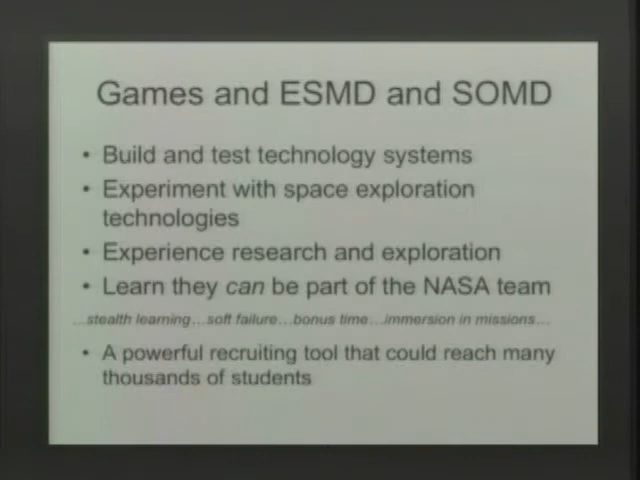 Games and ESMD and SOMD
• Build and test technology systems
• Experiment with space exploration
technologies
• Experience research and exploration
• Learn they can be part of the NASA team
...stealth learning...soft failure...bonus time...immersion in missions...
• A powerful recruiting tool that could reach many
thousands of students